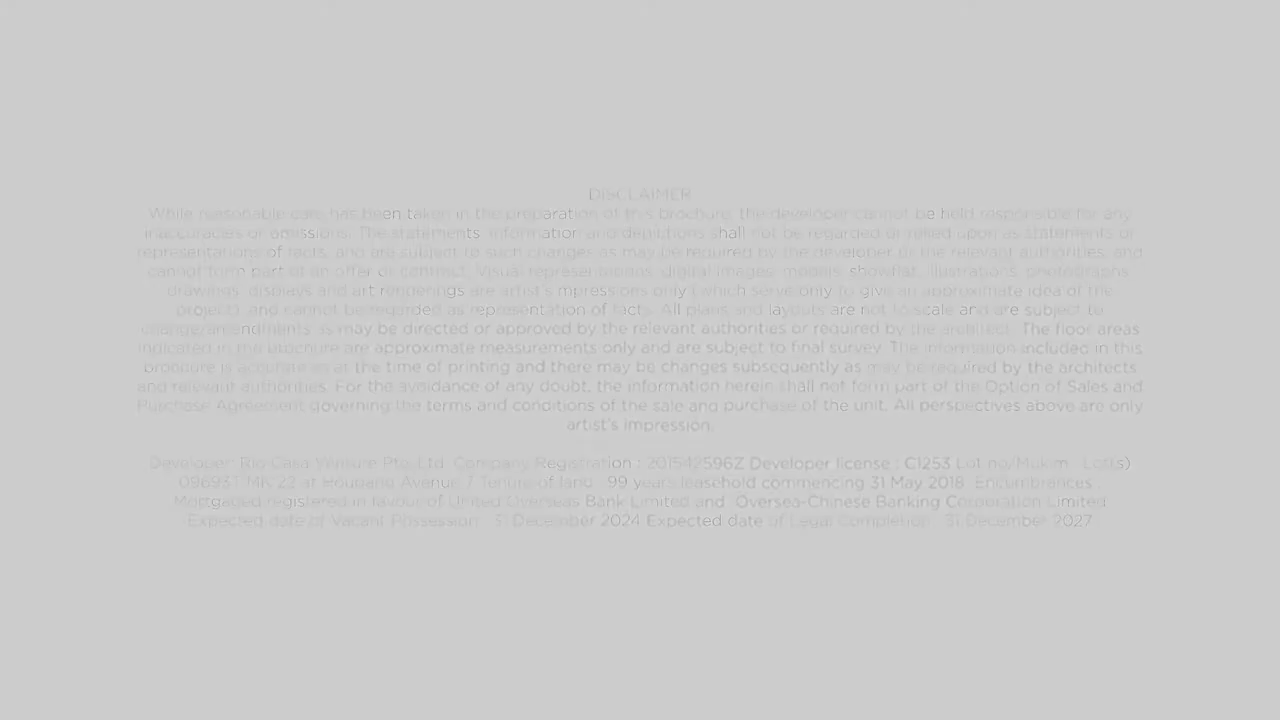 DISCLAIMER
While reasonable care has been taken in the preparation of this brochure, the developer cannot be held responsible for any
inaccuracies or omissions. The statements, information and depictions shall not be regarded or relied upon as statements or
representations of facts, and are subject to such changes as may be required by the developer or the relevant authorities, and
cannot form part of an offer or contract. Visual representations, digital images, models, showflat, illustrations, photographs,
drawings, displays and art renderings are artist's impressions only ( which serve only to give an approximate idea of the
project), and cannot be regarded as representation of facts. All plans and layouts are not to scale and are subject to
change/amendments as may be directed or approved by the relevant authorities or required by the architect. The floor areas
indicated in the brochure are approximate measurements only and are subject to final survey. The information included in this
brochure is accurate as at the time of printing and there may be changes subsequently as may be required by the architects
and relevant authorities. For the avoidance of any doubt, the information herein shall not form part of the Option of Sales and
Purchase Agreement governing the terms and conditions of the sale and purchase of the unit. All perspectives above are only
artist's impression.
Developer: Rio Casa Venture Pte. Ltd. Company Registration : 201542596Z Developer license : C1253 Lot no/Mukim : Lot(s)
09693T MK 22 at Hougang Avenue 7 Tenure of land : 99 years leasehold commencing 31 May 2018 Encumbrances :
Mortgaged registered in favour of United Overseas Bank Limited and Oversea-Chinese Banking Corporation Limited
Expected date of Vacant Possession : 31 December 2024 Expected date of Legal Completion : 31 December 2027